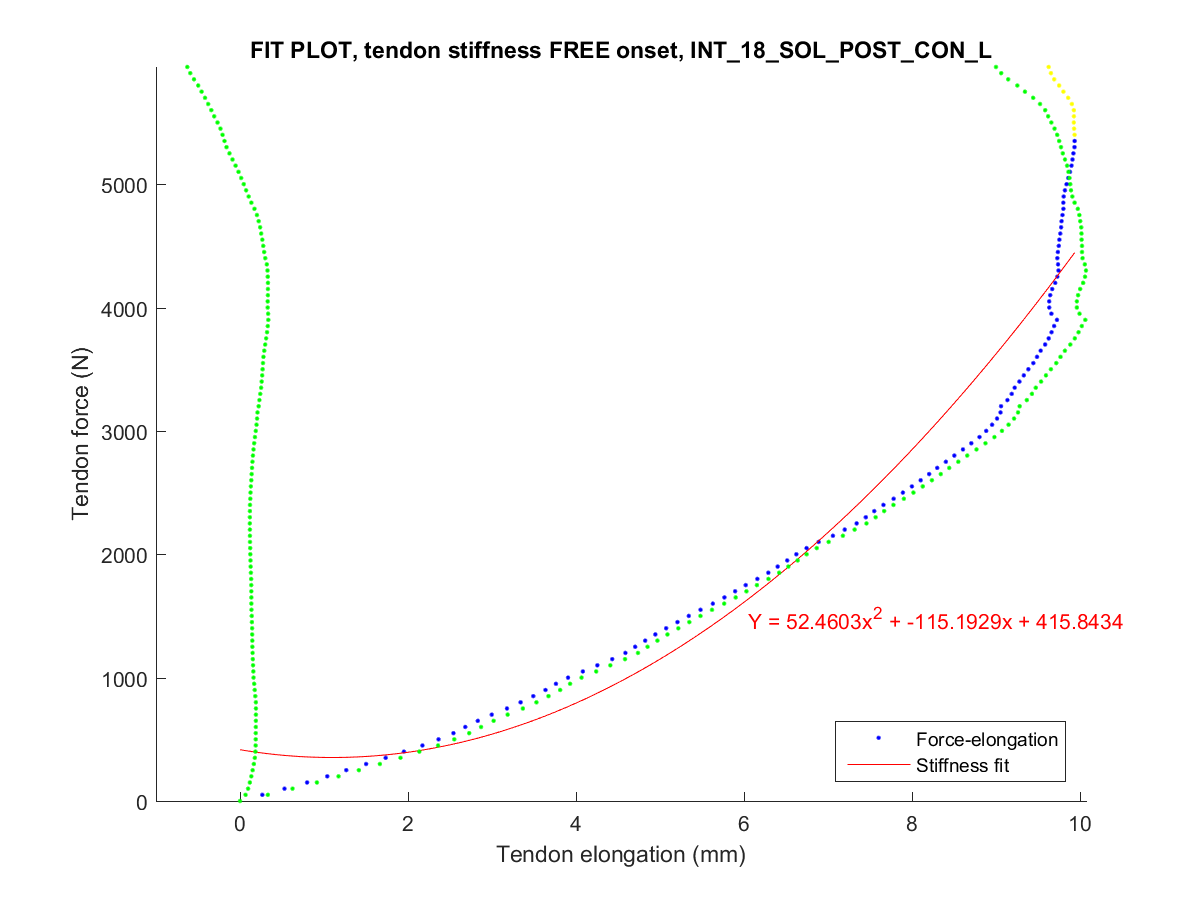 FIT PLOT, tendon stiffness FREE onset, INT_18_SOL_POST_CON_L
Tendon force (N)
5000
4000
3000
2000
1000
0
Y = 52.4603x² + -115.1929x + 415.8434
Force-elongation
Stiffness fit
0 2 4 6 8 10
Tendon elongation (mm)